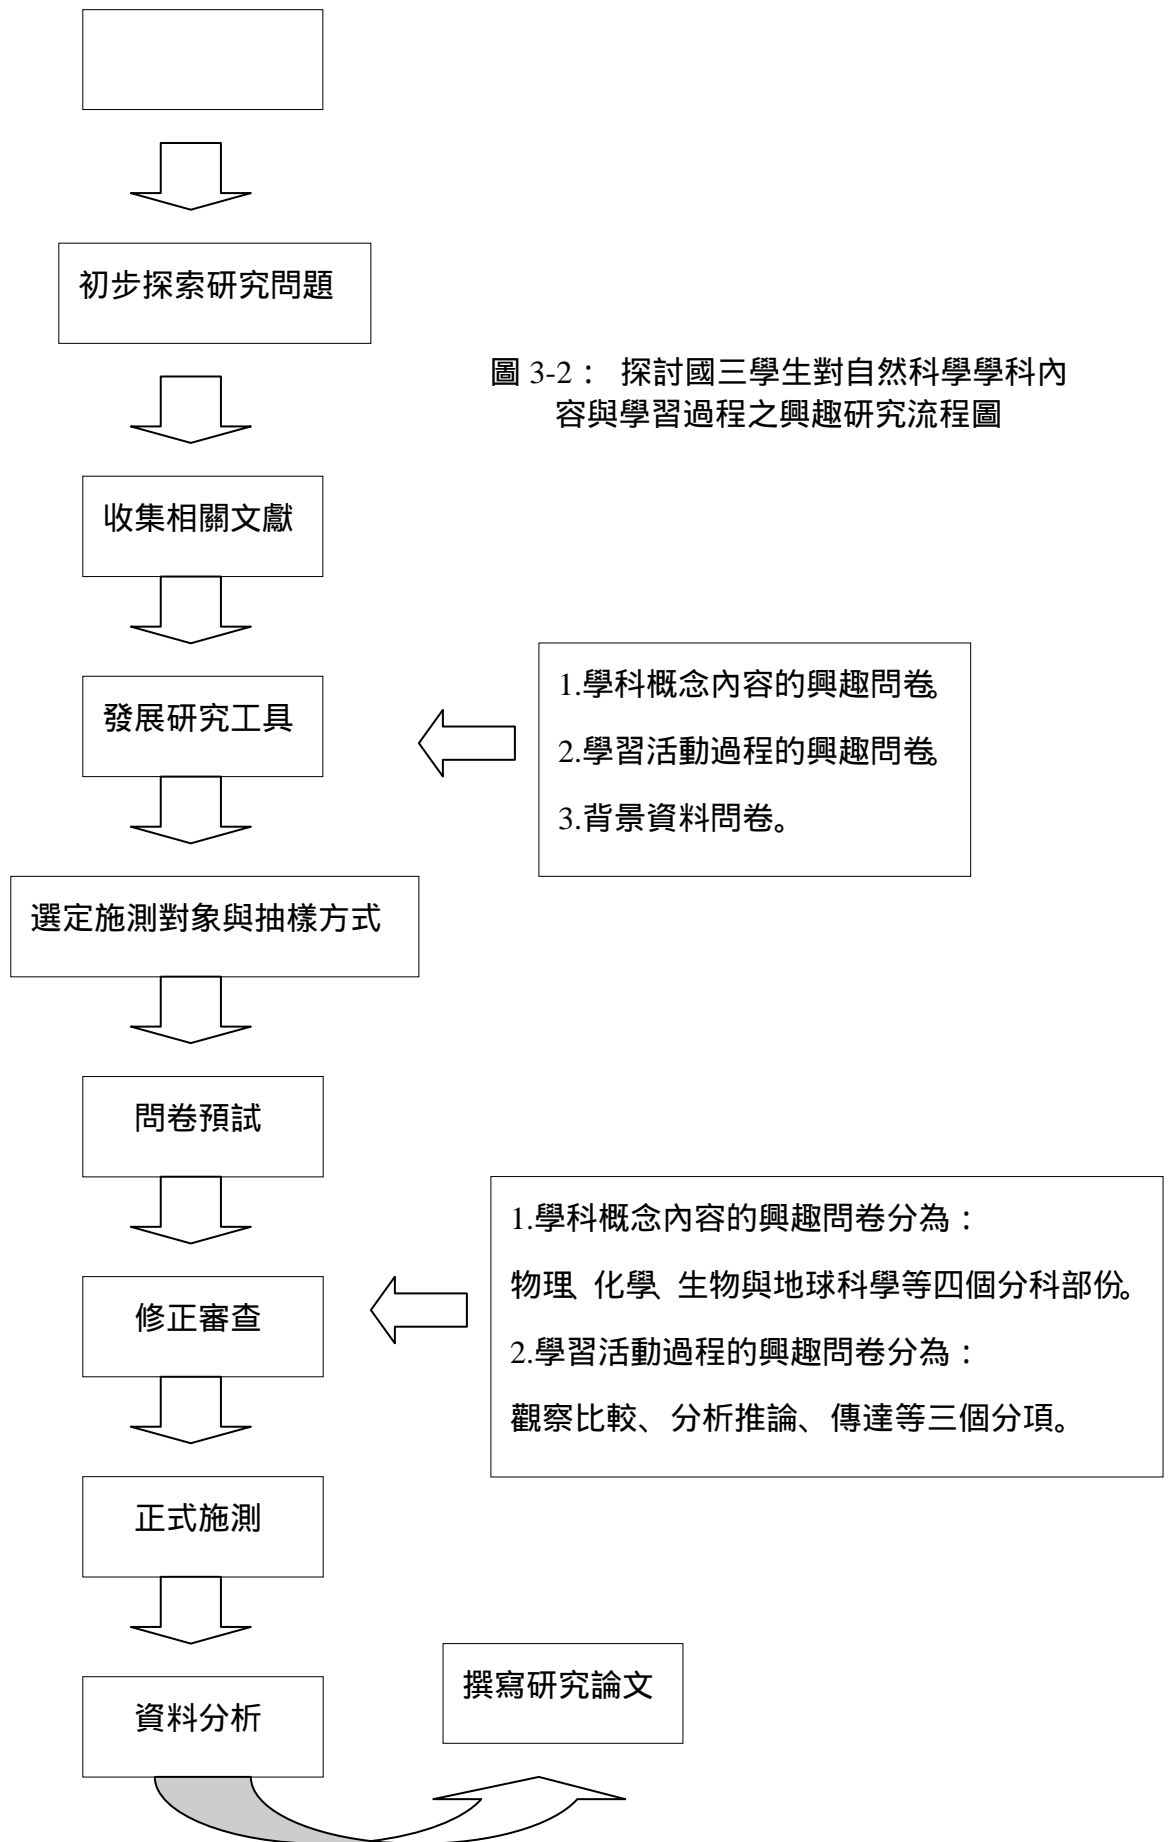 初步探索研究問題
圖 3-2： 探討國三學生對自然科學學科內
容與學習過程之興趣研究流程圖
收集相關文獻
發展研究工具
1.學科概念內容的興趣問卷。
2.學習活動過程的興趣問卷。
3.背景資料問卷。
選定施測對象與抽樣方式
問卷預試
修正審查
1.學科概念內容的興趣問卷分為：
物理、化學、生物與地球科學等四個分科部份。
2.學習活動過程的興趣問卷分為：
觀察比較、分析推論、傳達等三個分項。
正式施測
資料分析
撰寫研究論文